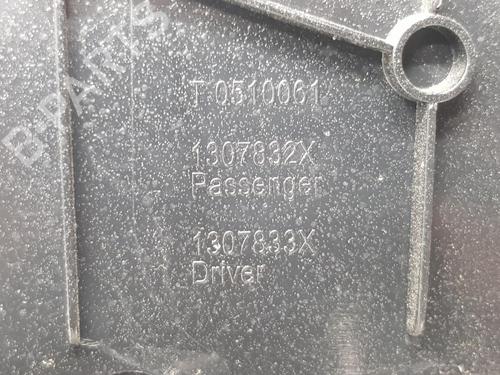 B-PARTS
T 0510061
1307832X
Passenger
1307833X
Driver